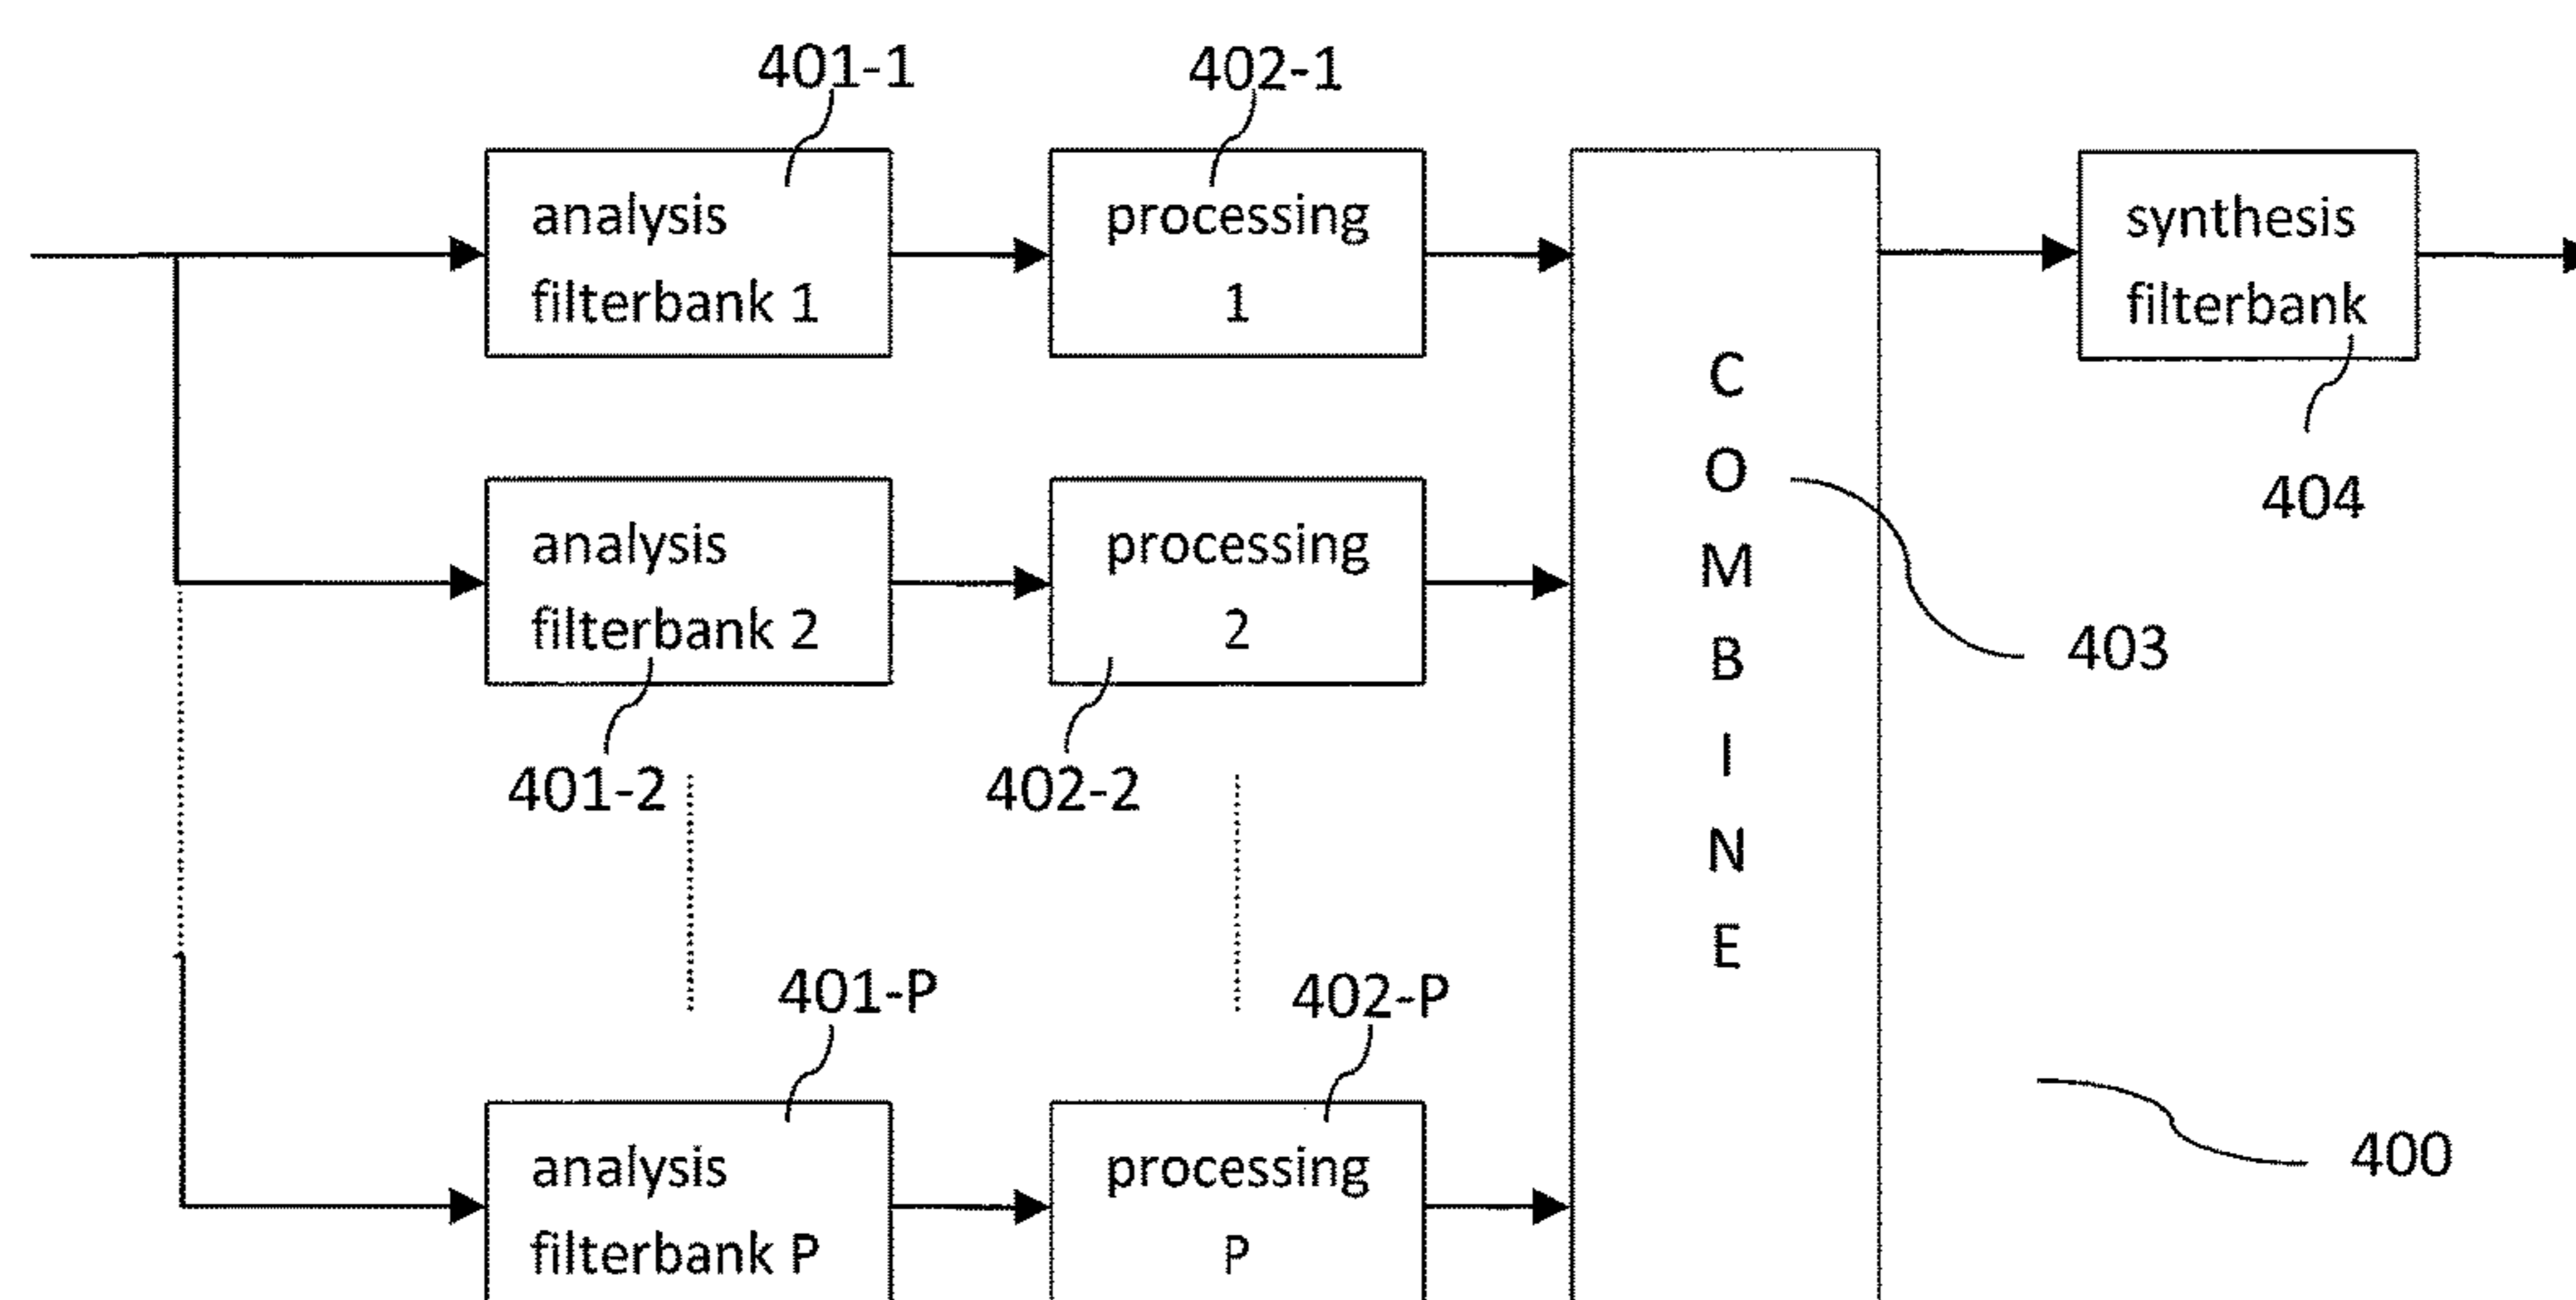 401-1
402-1
analysis
filterbank 1
processing
1
synthesis
filterbank
404
analysis
filterbank 2
processing
2
401-2
402-2
C
O
M
B
I
N
E
403
401-P
402-P
analysis
filterbank P
processing
P
400